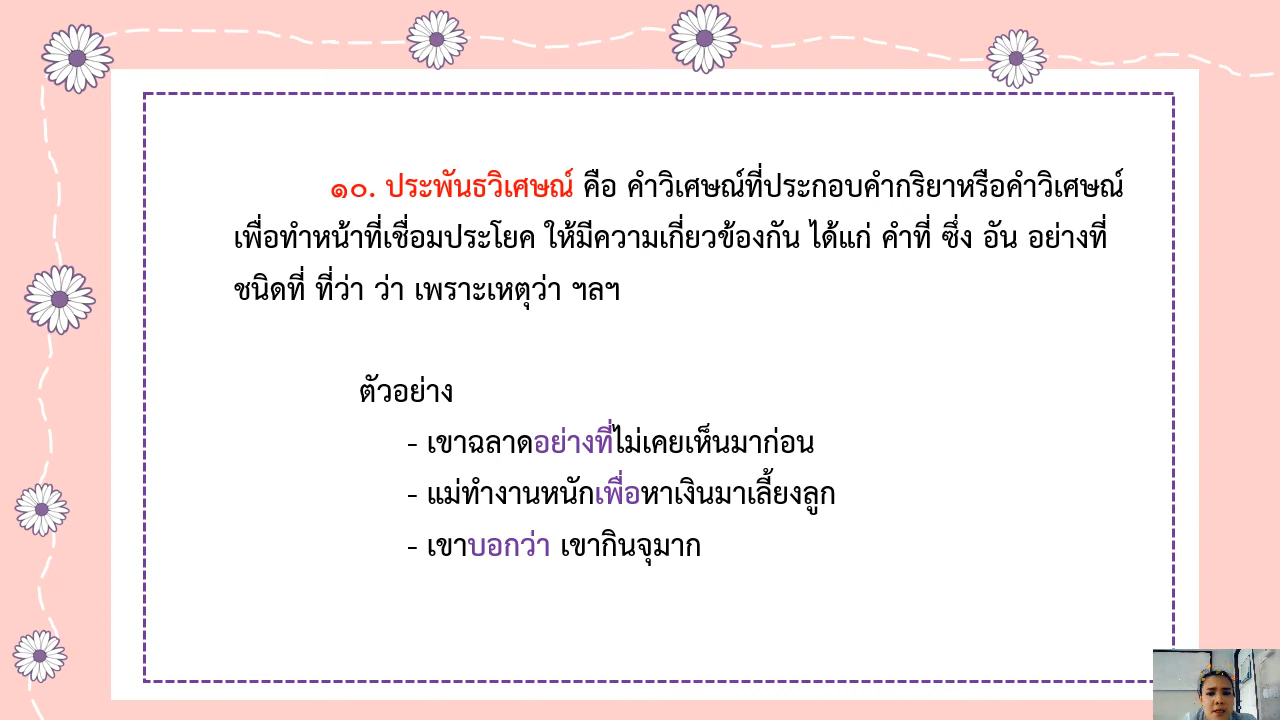 ๑๐. ประพันธวิเศษณ์ คือ คำวิเศษณ์ที่ประกอบคำกริยาหรือคำวิเศษณ์
เพื่อทำหน้าที่เชื่อมประโยค ให้มีความเกี่ยวข้องกัน ได้แก่ คำที่ ซึ่ง อัน อย่างที่
ชนิดที่ ที่ว่า ว่า เพราะเหตุว่า ฯลฯ
ตัวอย่าง
- เขาฉลาดอย่างที่ไม่เคยเห็นมาก่อน
- แม่ทำงานหนักเพื่อหาเงินมาเลี้ยงลูก
- เขาบอกว่า เขากินจุมาก